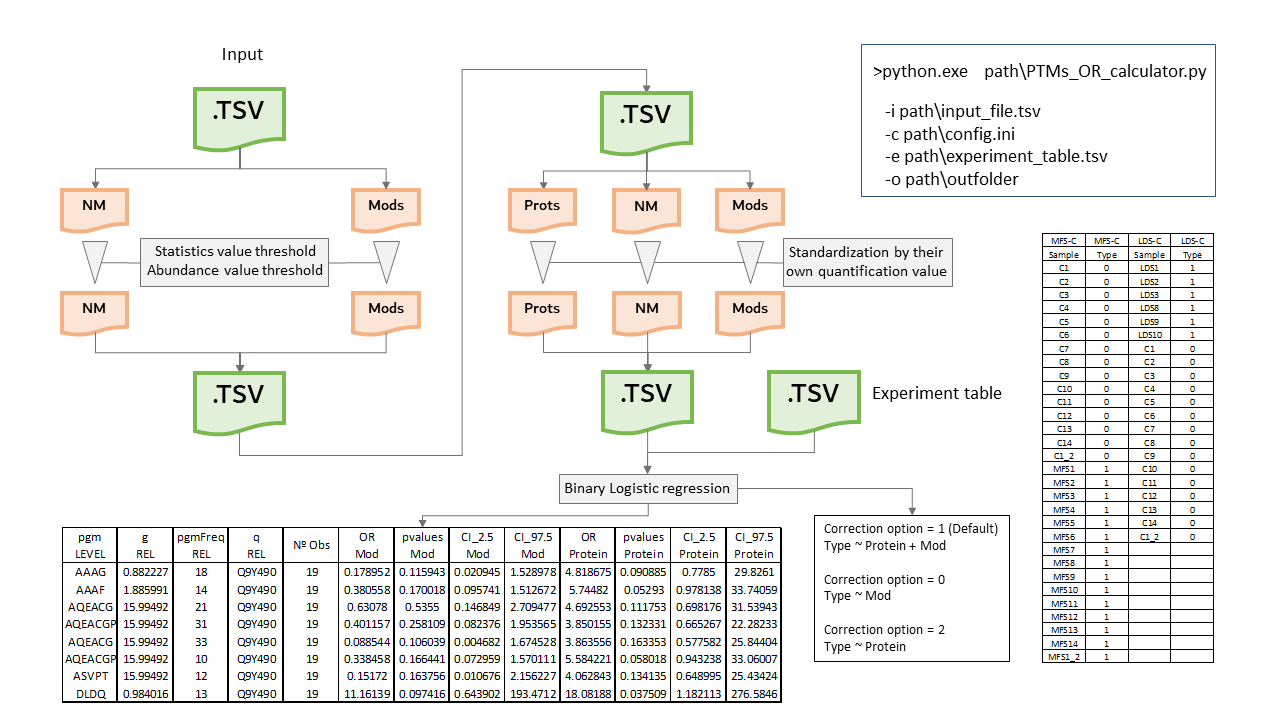 Input
.TSV
NM
Mods
Statistics value threshold
Abundance value threshold
NM
Mods
.TSV
.TSV
Prots
NM
Mods
Standardization by their
own quantification value
Prots
NM
Mods
.TSV
.TSV
Experiment table
Binary Logistic regression
>python.exe path\PTMs_OR_calculator.py
-i path\input_file.tsv
-c path\config.ini
-e path\experiment_table.tsv
-o path\outfolder
Correction option = 1 (Default)
Type ~ Protein + Mod
Correction option = 0
Type ~ Mod
Correction option = 2
Type ~ Protein
pgm g pgmFreq q Nº Obs OR pvalues CI_2.5 CI_97.5 OR pvalues CI_2.5 CI_97.5
LEVEL REL REL REL Mod Mod Mod Mod Protein Protein Protein Protein
AAAG 0.882227 18 Q9Y490 19 0.178952 0.115943 0.020945 1.528978 4.818675 0.090885 0.7785 29.8261
AAAF 1.885991 14 Q9Y490 19 0.380558 0.170018 0.095741 1.512672 5.74482 0.05293 0.978138 33.74059
AQEACG 15.99492 21 Q9Y490 19 0.63078 0.5355 0.146849 2.709477 4.692553 0.111753 0.698176 31.53943
AQEACGP 15.99492 31 Q9Y490 19 0.401157 0.258109 0.082376 1.953565 3.850155 0.132331 0.665267 22.28233
AQEACG 15.99492 33 Q9Y490 19 0.088544 0.106039 0.004682 1.674528 3.863556 0.163353 0.577582 25.84404
AQEACGP 15.99492 10 Q9Y490 19 0.338458 0.166441 0.072959 1.570111 5.584221 0.058018 0.943238 33.06007
ASVPT 15.99492 12 Q9Y490 19 0.15172 0.163756 0.010676 2.156227 4.062843 0.134135 0.648995 25.43424
DLDQ 0.984016 13 Q9Y490 19 11.16139 0.097416 0.643902 193.4712 18.08188 0.037509 1.182113 276.5846
MFS-C MFS-C LDS-C LDS-C
Sample Type Sample Type
C1 0 LDS1 1
C2 0 LDS2 1
C3 0 LDS3 1
C4 0 LDS8 1
C5 0 LDS9 1
C6 0 LDS10 1
C7 0 C1 0
C8 0 C2 0
C9 0 C3 0
C10 0 C4 0
C11 0 C5 0
C12 0 C6 0
C13 0 C7 0
C14 0 C8 0
C1_2 0 C9 0
MFS1 1 C10 0
MFS2 1 C11 0
MFS3 1 C12 0
MFS4 1 C13 0
MFS5 1 C14 0
MFS6 1 C1_2 0
MFS7 1
MFS8 1
MFS9 1
MFS10 1
MFS11 1
MFS12 1
MFS13 1
MFS14 1
MFS1_2 1